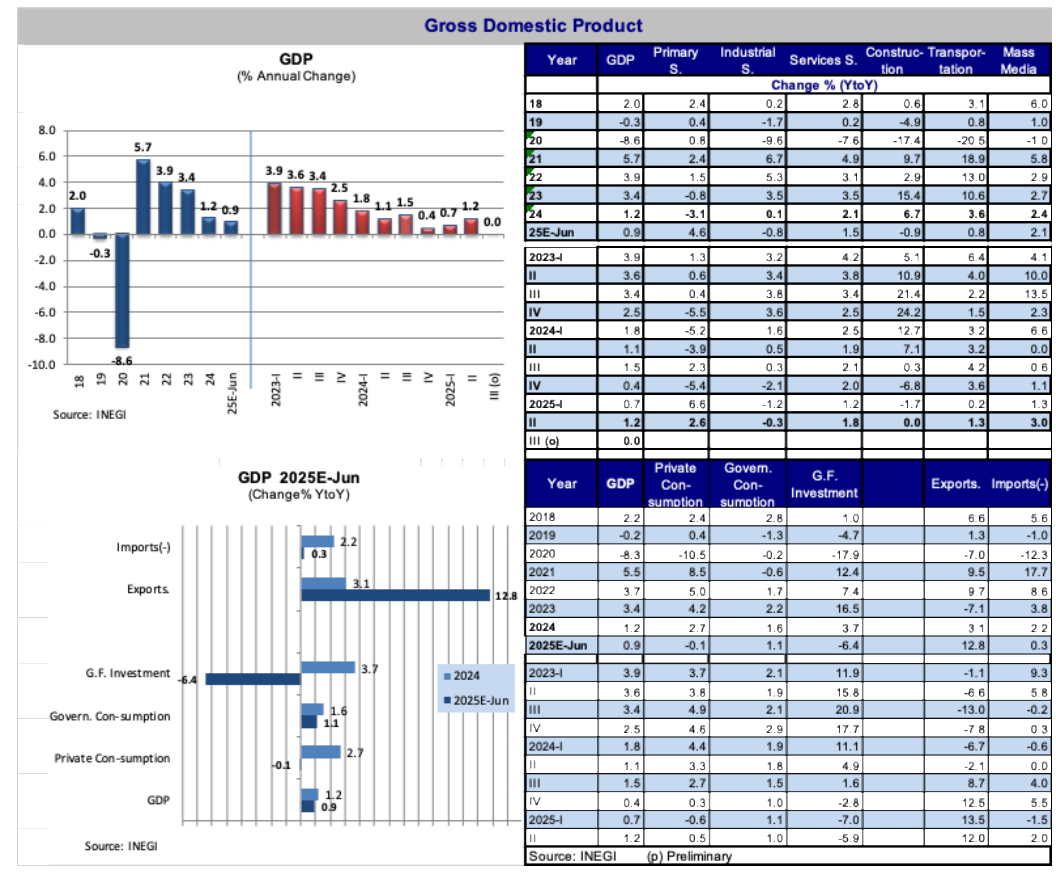 Gross Domestic Product
GDP
(% Annual Change)
8.0
6.0
4.0
2.0
0.0
-2.0
-4.0
-6.0
-8.0
-10.0
2.0
-0.3
-8.6
5.7
3.9
3.4
1.2
0.9
3.9
3.6
3.4
2.5
1.8
1.1
1.5
0.4
0.7
1.2
0.0
18
19
20
21
22
23
24
25E-Jun
2023-I
II
III
IV
2024-I
II
III
IV
2025-I
II
III (o)
Source: INEGI
Year GDP Primary S. Industrial S. Services S. Construc-tion Transpor-tation Mass Media
Change % (YtoY)
18 2.0 2.4 0.2 2.8 0.6 3.1 6.0
19 -0.3 0.4 -1.7 0.2 -4.9 0.8 1.0
20 -8.6 0.8 -9.6 -7.6 -17.4 -20.5 -1.0
21 5.7 2.4 6.7 4.9 9.7 18.9 5.8
22 3.9 1.5 5.3 3.1 2.9 13.0 2.9
23 3.4 -0.8 3.5 3.5 15.4 10.6 2.7
24 1.2 -3.1 0.1 2.1 6.7 3.6 2.4
25E-Jun 0.9 4.6 -0.8 1.5 -0.9 0.8 2.1
2023-I 3.9 1.3 3.2 4.2 5.1 6.4 4.1
II 3.6 0.6 3.4 3.8 10.9 4.0 10.0
III 3.4 0.4 3.8 3.4 21.4 2.2 13.5
IV 2.5 -5.5 3.6 2.5 24.2 1.5 2.3
2024-I 1.8 -5.2 1.6 2.5 12.7 3.2 6.6
II 1.1 -3.9 0.5 1.9 7.1 3.2 0.0
III 1.5 2.3 0.3 2.1 0.3 4.2 0.6
IV 0.4 -5.4 -2.1 2.0 -6.8 3.6 1.1
2025-I 0.7 6.6 -1.2 1.2 -1.7 0.2 1.3
II 1.2 2.6 -0.3 1.8 0.0 1.3 3.0
III (o) 0.0
GDP 2025E-Jun
(Change% YtoY)
Imports(-) 2.2 0.3
Exports. 3.1 12.8
G.F. Investment 3.7 -6.4
Govern. Con-sumption 1.6 1.1
Private Con-sumption 2.7 -0.1
GDP 1.2 0.9
2024
2025E-Jun
Source: INEGI
Year GDP Private Con-sumption Govern. Con-sumption G.F. Investment Exports. Imports(-)
2018 2.2 2.4 2.8 1.0 6.6 5.6
2019 -0.2 0.4 -1.3 -4.7 1.3 -1.0
2020 -8.3 -10.5 -0.2 -17.9 -7.0 -12.3
2021 5.5 8.5 -0.6 12.4 9.5 17.7
2022 3.7 5.0 1.7 7.4 9.7 8.6
2023 3.4 4.2 2.2 16.5 -7.1 3.8
2024 1.2 2.7 1.6 3.7 3.1 2.2
2025E-Jun 0.9 -0.1 1.1 -6.4 12.8 0.3
2023-I 3.9 3.7 2.1 11.9 -1.1 9.3
II 3.6 3.8 1.9 15.8 -6.6 5.8
III 3.4 4.9 2.1 20.9 -13.0 -0.2
IV 2.5 4.6 2.9 17.7 -7.8 0.3
2024-I 1.8 4.4 1.9 11.1 -6.7 -0.6
II 1.1 3.3 1.8 4.9 -2.1 0.0
III 1.5 2.7 1.5 1.6 8.7 4.0
IV 0.4 0.3 1.0 -2.8 12.5 5.5
2025-I 0.7 -0.6 1.1 -7.0 13.5 -1.5
II 1.2 0.5 1.0 -5.9 12.0 2.0
Source: INEGI (p) Preliminary